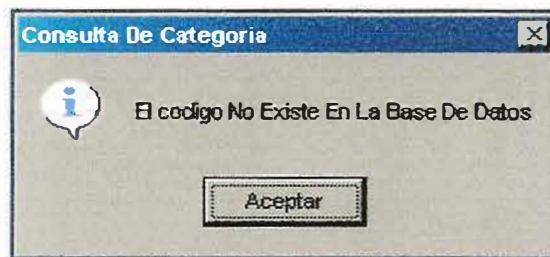 Consulta De Categoria
El codigo No Existe En La Base De Datos
Aceptar